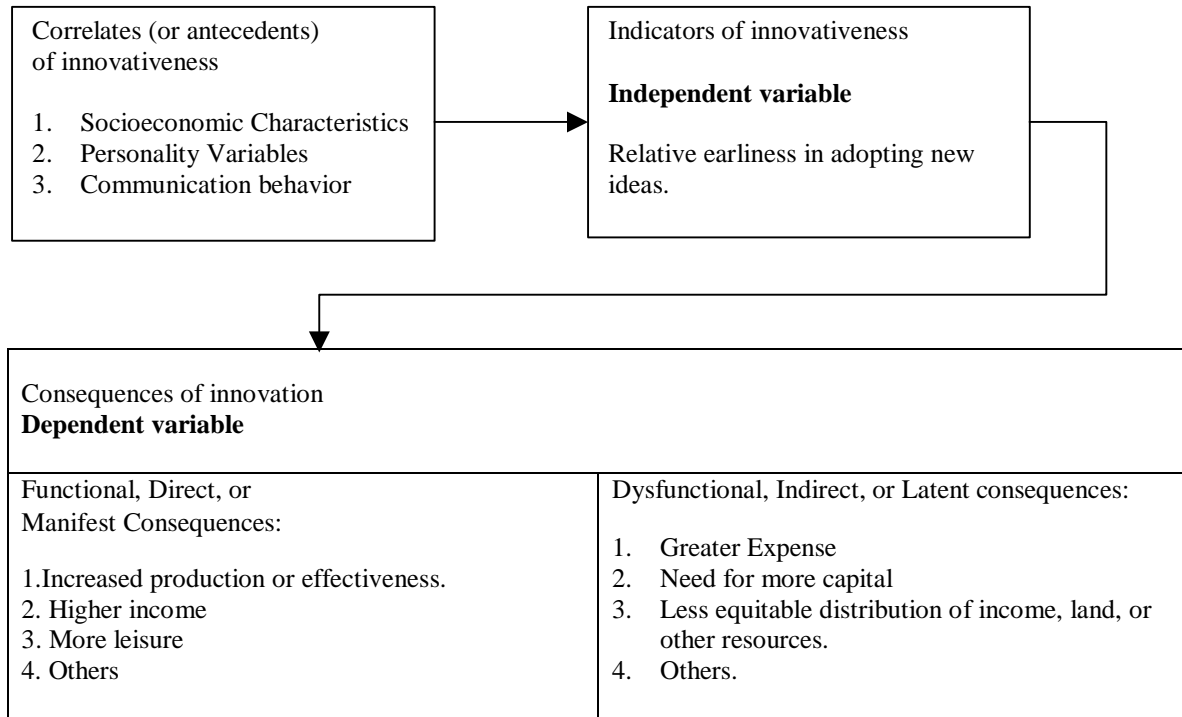 Correlates (or antecedents)
of innovativeness
1. Socioeconomic Characteristics
2. Personality Variables
3. Communication behavior
Indicators of innovativeness
Independent variable
Relative earliness in adopting new
ideas.
Consequences of innovation
Dependent variable
Functional, Direct, or
Manifest Consequences:
1.Increased production or effectiveness.
2. Higher income
3. More leisure
4. Others
Dysfunctional, Indirect, or Latent consequences:
1. Greater Expense
2. Need for more capital
3. Less equitable distribution of income, land, or
other resources.
4. Others.